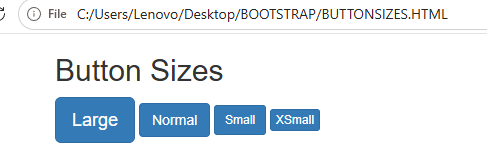 File C:/Users/Lenovo/Desktop/BOOTSTRAP/BUTTONSIZES.HTML
Button Sizes
Large Normal Small XSmall